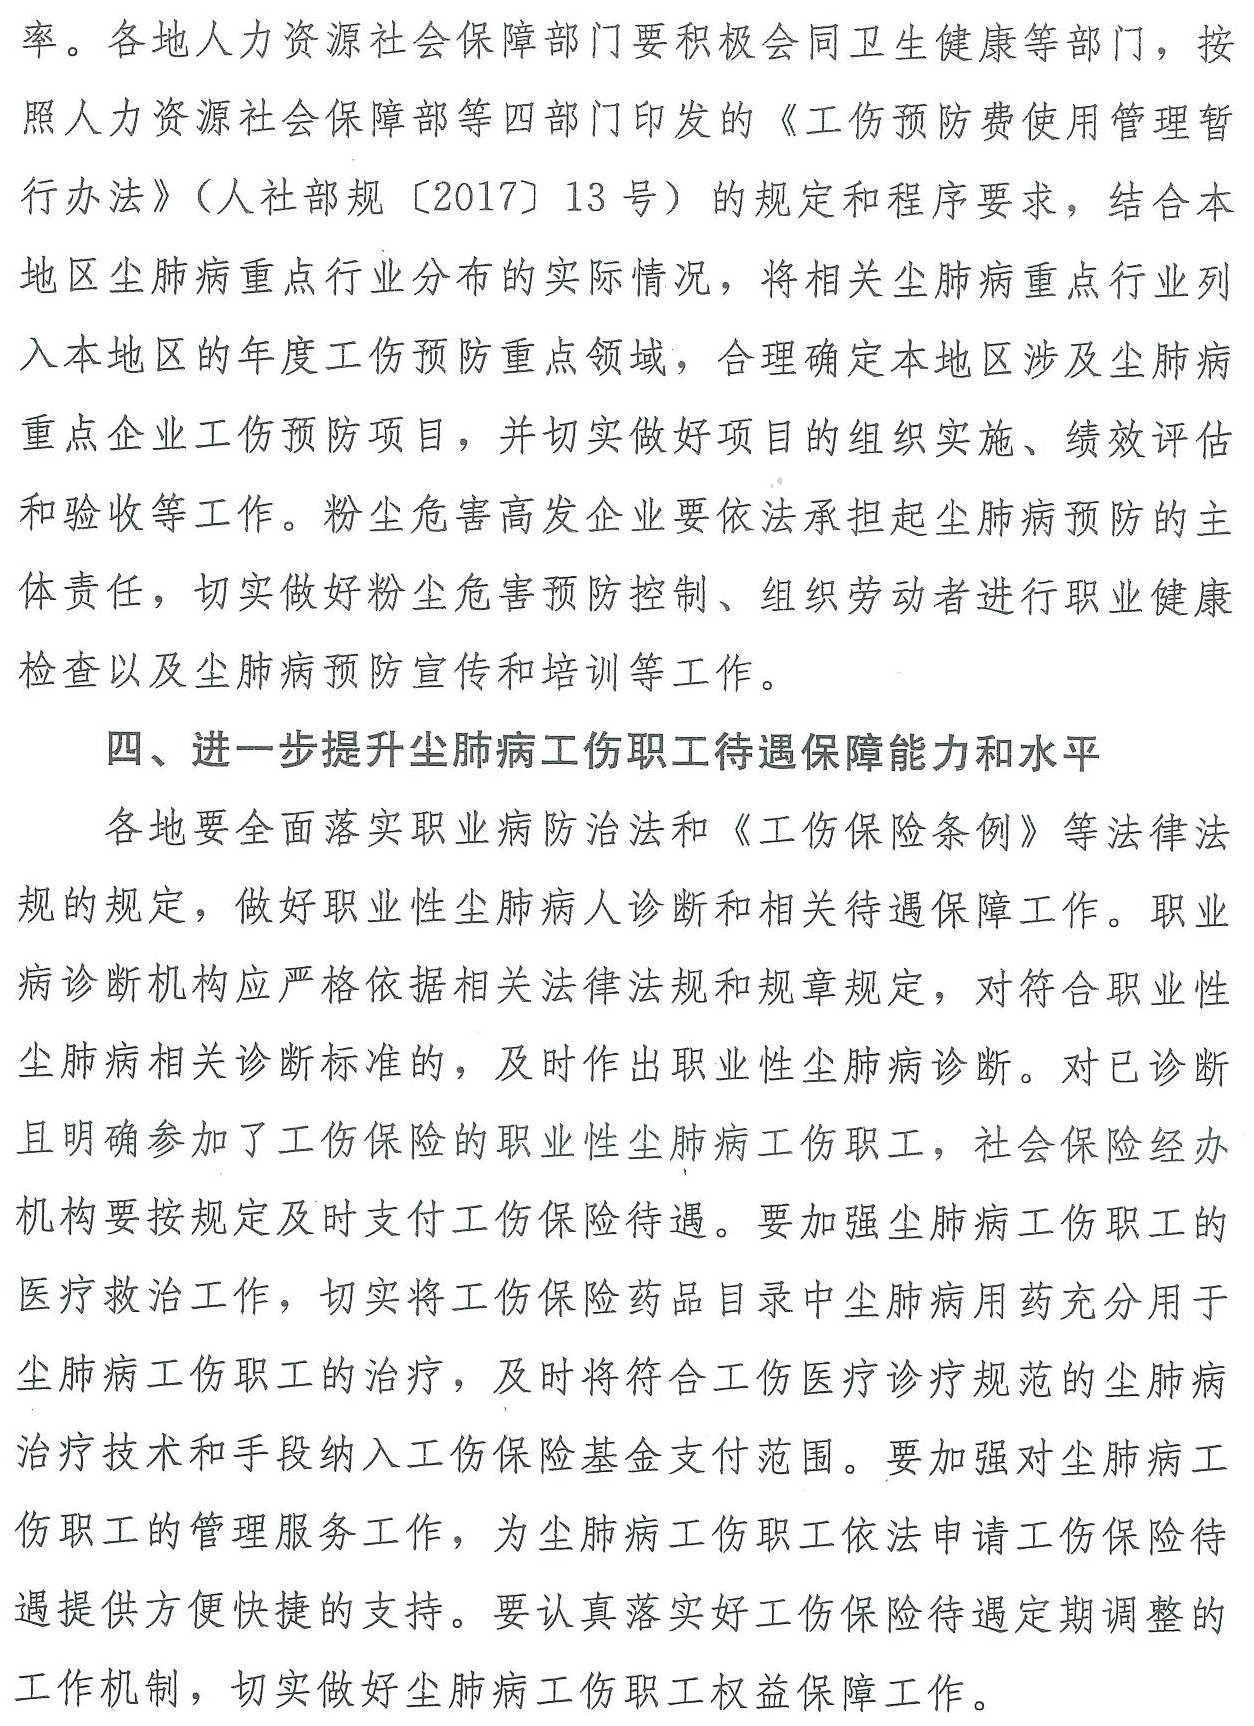 率。各地人力资源社会保障部门要积极会同卫生健康等部门，按
照人力资源社会保障部等四部门印发的《工伤预防费使用管理暂
行办法》（人社部规〔2017〕13号）的规定和程序要求，结合本
地区尘肺病重点行业分布的实际情况，将相关尘肺病重点行业列
入本地区的年度工伤预防重点领域，合理确定本地区涉及尘肺病
重点企业工伤预防项目，并切实做好项目的组织实施、绩效评估
和验收等工作。粉尘危害高发企业要依法承担起尘肺病预防的主
体责任，切实做好粉尘危害预防控制、组织劳动者进行职业健康
检查以及尘肺病预防宣传和培训等工作。
四、进一步提升尘肺病工伤职工待遇保障能力和水平
各地要全面落实职业病防治法和《工伤保险条例》等法律法
规的规定，做好职业性尘肺病人诊断和相关待遇保障工作。职业
病诊断机构应严格依据相关法律法规和规章规定，对符合职业性
尘肺病相关诊断标准的，及时作出职业性尘肺病诊断。对已诊断
且明确参加了工伤保险的职业性尘肺病工伤职工，社会保险经办
机构要按规定及时支付工伤保险待遇。要加强尘肺病工伤职工的
医疗救治工作，切实将工伤保险药品目录中尘肺病用药充分用于
尘肺病工伤职工的治疗，及时将符合工伤医疗诊疗规范的尘肺病
治疗技术和手段纳入工伤保险基金支付范围。要加强对尘肺病工
伤职工的管理服务工作，为尘肺病工伤职工依法申请工伤保险待
遇提供方便快捷的支持。要认真落实好工伤保险待遇定期调整的
工作机制，切实做好尘肺病工伤职工权益保障工作。